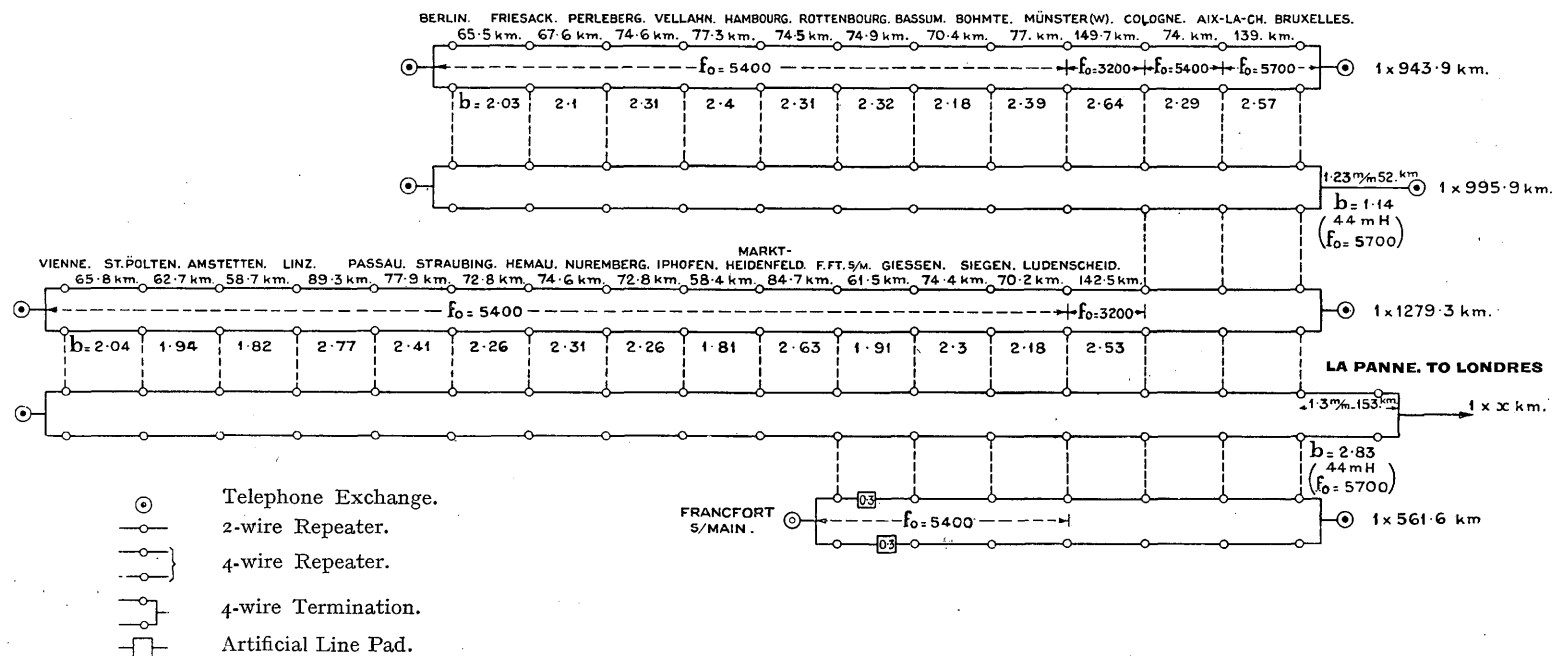 BERLIN. FRIESACK. PERLEBERG. VELLAHN. HAMBOURG. ROTTENBOURG. BASSUM. BOHMTE. MÜNSTER(W). COLOGNE. AIX-LA-CH. BRUXELLES.
65·5 km. 67·6 km. 74·6 km. 77·3 km. 74·5 km. 74·9 km. 70·4 km. 77. km. 149·7 km. 74. km. 139. km.
f₀= 5400 f₀=3200 f₀=5400 f₀=5700 1 x 943·9 km.
b= 2·03 2·1 2·31 2·4 2·31 2·32 2·18 2·39 2·64 2·29 2·57
1·23 m/m 52. km
1 x 995·9 km.
b= 1·14
(44 mH
f₀= 5700)
VIENNE. ST.PÖLTEN. AMSTETTEN. LINZ. PASSAU. STRAUBING. HEMAU. NUREMBERG. IPHOFEN. MARKT-
HEIDENFELD. F.FT.S/M. GIESSEN. SIEGEN. LUDENSCHEID.
65·8 km. 62·7 km. 58·7 km. 89·3 km. 77·9 km. 72·8 km. 74·6 km. 72·8 km. 58·4 km. 84·7 km. 61·5 km. 74·4 km. 70·2 km. 142·5 km.
f₀= 5400 f₀=3200 1 x 1279·3 km.
b= 2·04 1·94 1·82 2·77 2·41 2·26 2·31 2·26 1·81 2·63 1·91 2·3 2·18 2·53
LA PANNE. TO LONDRES
1·3 m/m-153. km.
1 x x km.
b= 2·83
(44 mH
f₀= 5700)
FRANCFORT
S/MAIN.
0·3
f₀= 5400
0·3
1 x 561·6 km
Telephone Exchange.
2-wire Repeater.
4-wire Repeater.
4-wire Termination.
Artificial Line Pad.